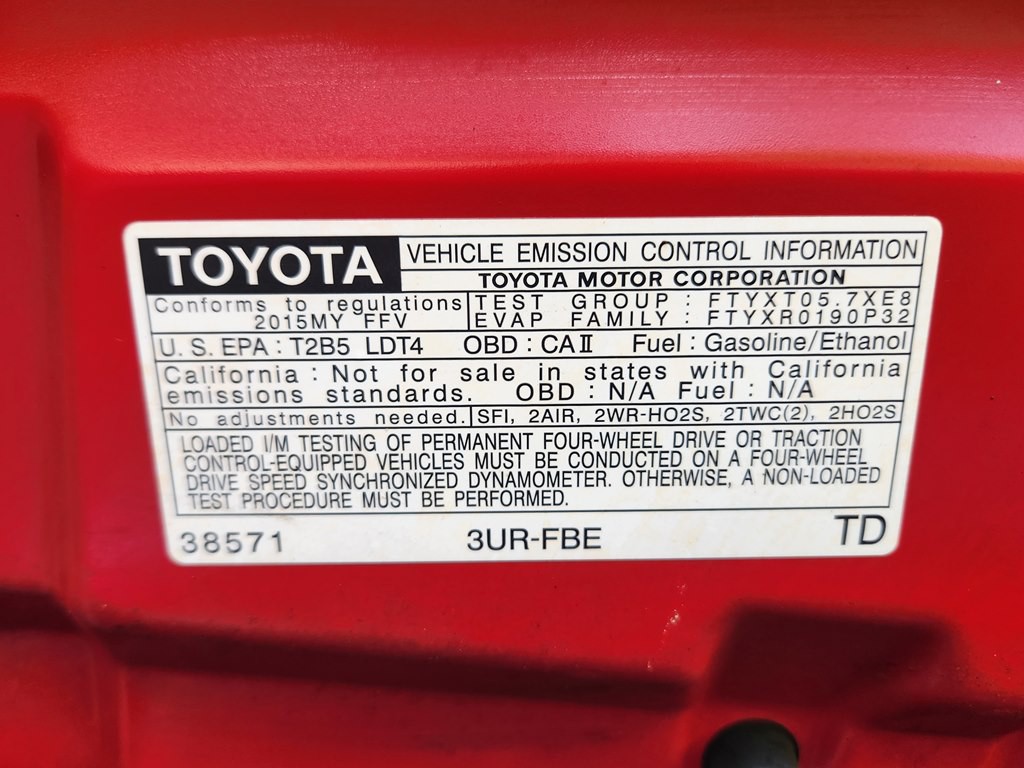 TOYOTA VEHICLE EMISSION CONTROL INFORMATION
TOYOTA MOTOR CORPORATION
Conforms to regulations TEST GROUP : FTYXT05.7XE8
2015MY FFV EVAP FAMILY : FTYXR0190P32
U.S. EPA : T2B5 LDT4 OBD : CAⅡ Fuel : Gasoline/Ethanol
California : Not for sale in states with California
emissions standards. OBD : N/A Fuel : N/A
No adjustments needed. SFI, 2AIR, 2WR-HO2S, 2TWC(2), 2HO2S
LOADED I/M TESTING OF PERMANENT FOUR-WHEEL DRIVE OR TRACTION
CONTROL-EQUIPPED VEHICLES MUST BE CONDUCTED ON A FOUR-WHEEL
DRIVE SPEED SYNCHRONIZED DYNAMOMETER. OTHERWISE, A NON-LOADED
TEST PROCEDURE MUST BE PERFORMED.
38571 3UR-FBE TD